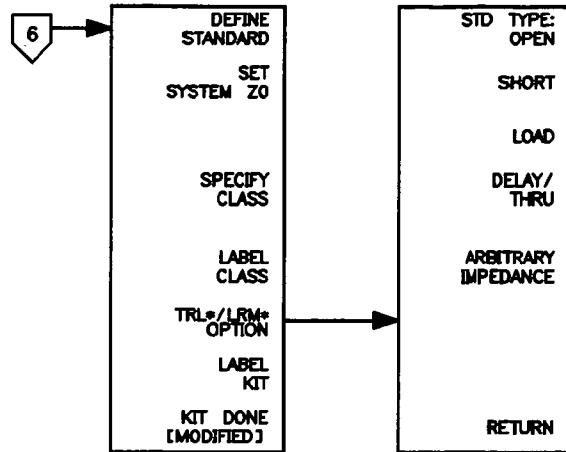 6
DEFINE
STANDARD
SET
SYSTEM Z0
SPECIFY
CLASS
LABEL
CLASS
TRL*/LRM*
OPTION
LABEL
KIT
KIT DONE
[MODIFIED]
STD TYPE:
OPEN
SHORT
LOAD
DELAY/
THRU
ARBITRARY
IMPEDANCE
RETURN